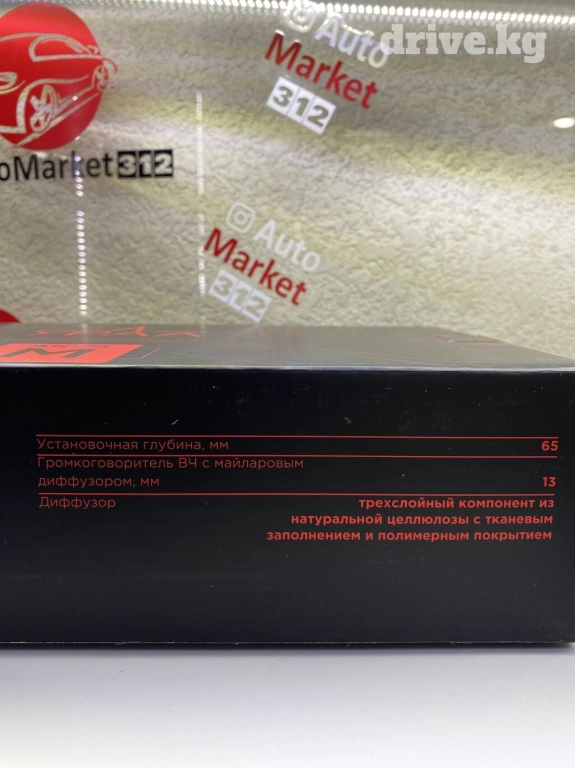 drive.kg
Auto
Market
312
oMarket312
Auto
Market
312
M
Установочная глубина, мм 65
Громкоговоритель ВЧ с майларовым
диффузором, мм 13
Диффузор трехслойный компонент из
натуральной целлюлозы с тканевым
заполнением и полимерным покрытием